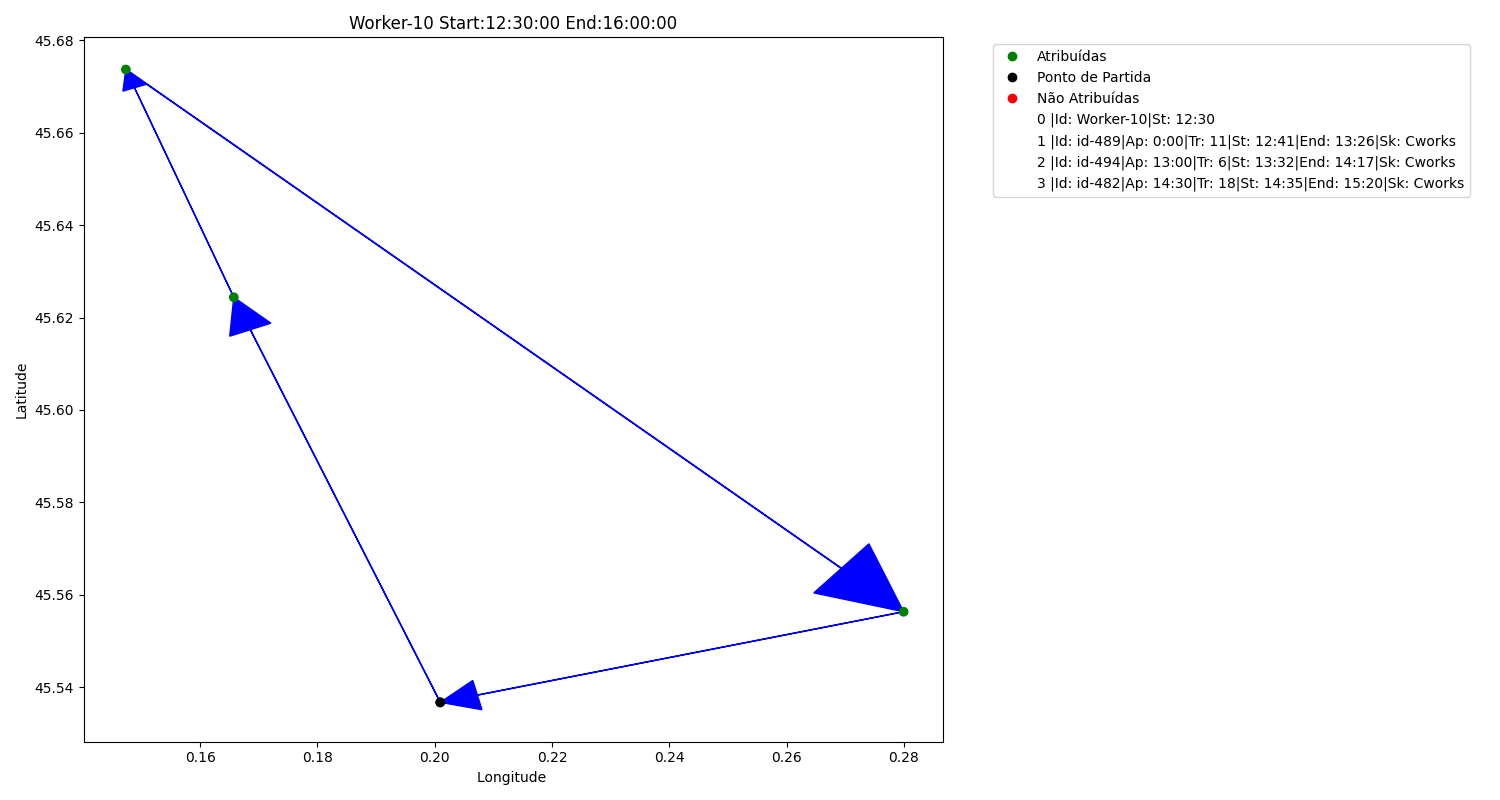 Worker-10 Start:12:30:00 End:16:00:00
45.68
45.66
45.64
45.62
45.60
45.58
45.56
45.54
Latitude
0.16 0.18 0.20 0.22 0.24 0.26 0.28
Longitude
Atribuídas
Ponto de Partida
Não Atribuídas
0 |Id: Worker-10|St: 12:30
1 |Id: id-489|Ap: 0:00|Tr: 11|St: 12:41|End: 13:26|Sk: Cworks
2 |Id: id-494|Ap: 13:00|Tr: 6|St: 13:32|End: 14:17|Sk: Cworks
3 |Id: id-482|Ap: 14:30|Tr: 18|St: 14:35|End: 15:20|Sk: Cworks